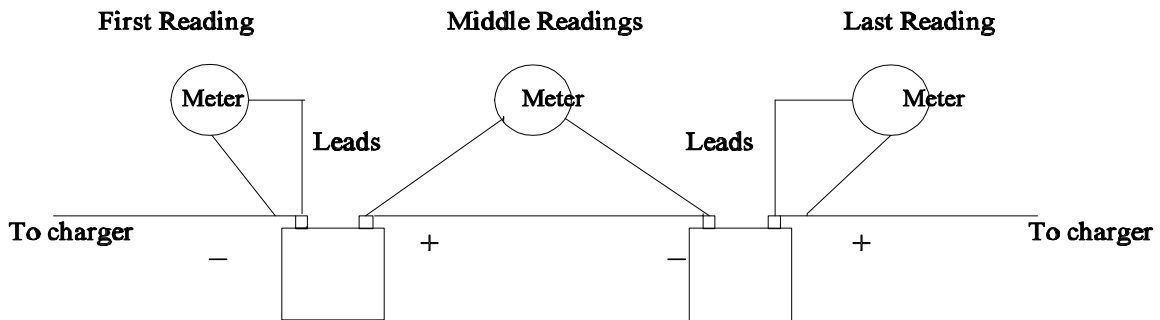 First Reading
Middle Readings
Last Reading
Meter
Meter
Meter
Leads
Leads
To charger
To charger
−
+
−
+